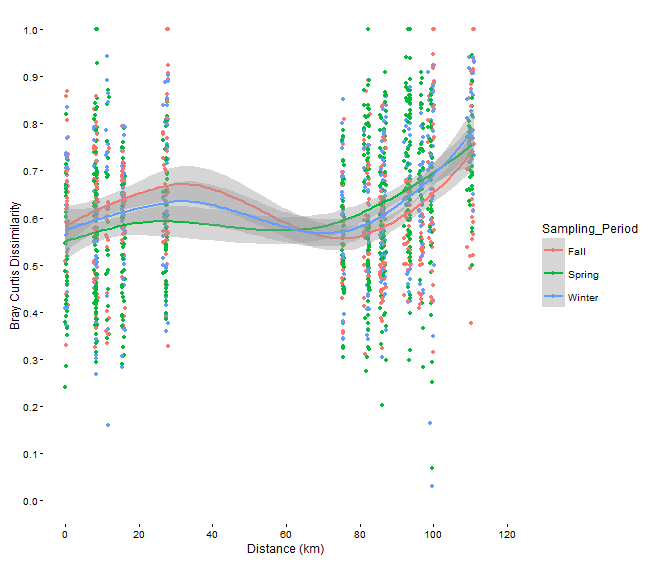 1.0
0.9
0.8
0.7
0.6
0.5
0.4
0.3
0.2
0.1
0.0
Bray Curtis Dissimilarity
0 20 40 60 80 100 120
Distance (km)
Sampling_Period
Fall
Spring
Winter